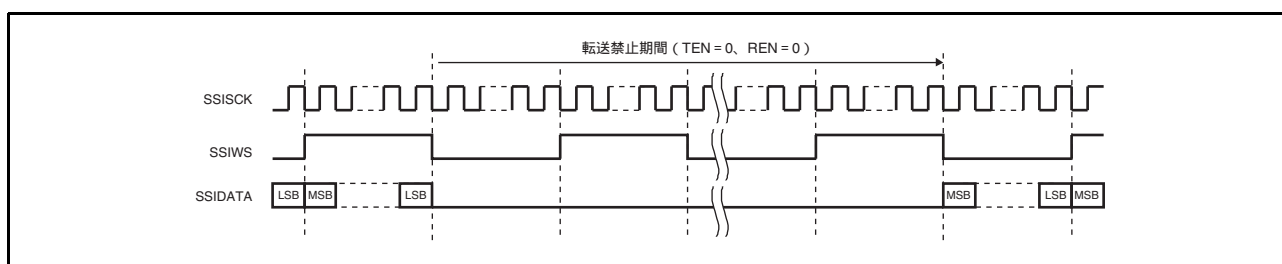 転送禁止期間（TEN = 0、REN = 0）
SSISCK
SSIWS
SSIDATA
LSB MSB LSB MSB LSB MSB